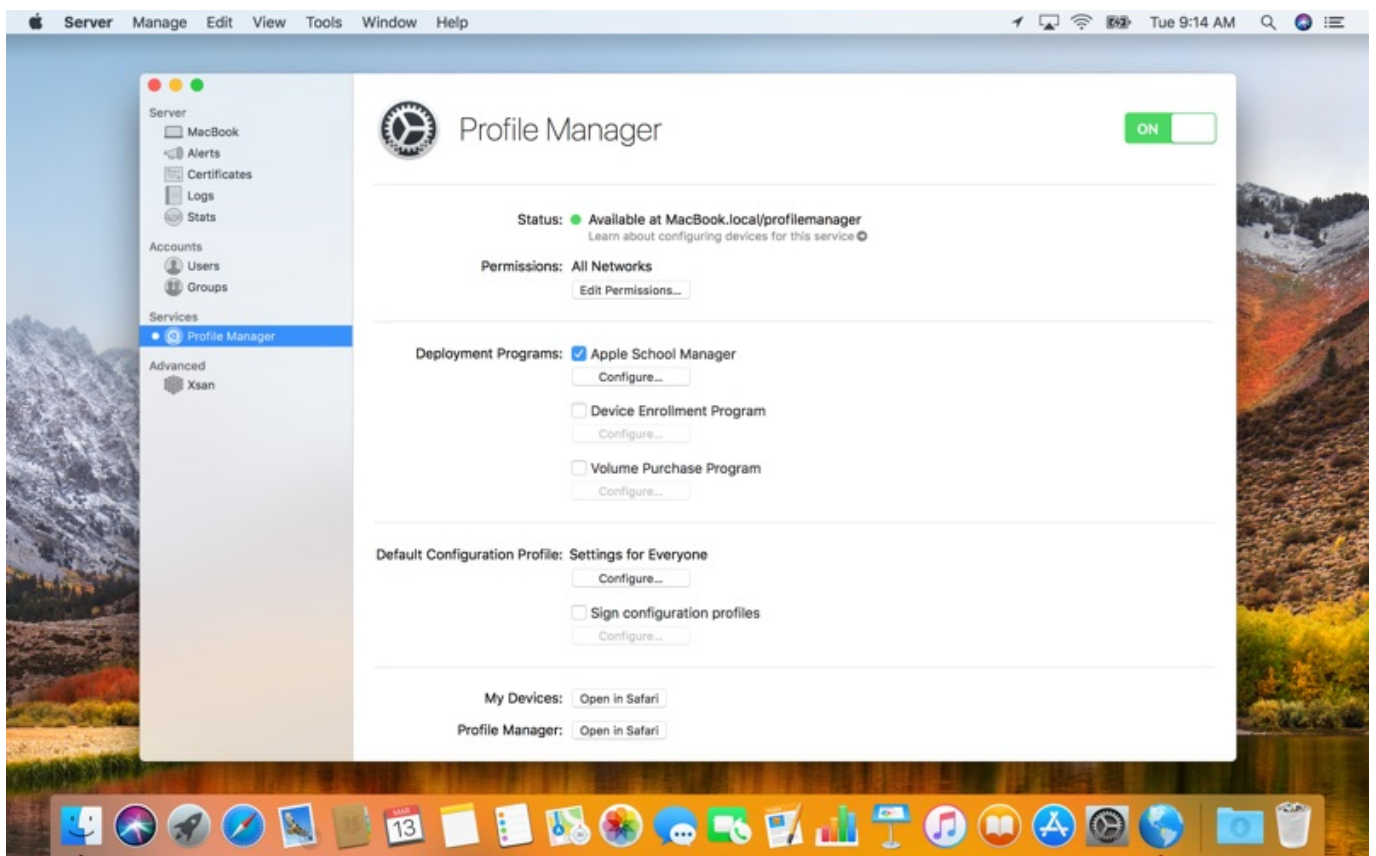 Server Manage Edit View Tools Window Help Tue 9:14 AM
Server
MacBook
Alerts
Certificates
Logs
Stats
Accounts
Users
Groups
Services
Profile Manager
Advanced
Xsan
Profile Manager
ON
Status: Available at MacBook.local/profilemanager
Learn about configuring devices for this service
Permissions: All Networks
Edit Permissions...
Deployment Programs: Apple School Manager
Configure...
Device Enrollment Program
Configure...
Volume Purchase Program
Configure...
Default Configuration Profile: Settings for Everyone
Configure...
Sign configuration profiles
Configure...
My Devices: Open in Safari
Profile Manager: Open in Safari
MAR
13